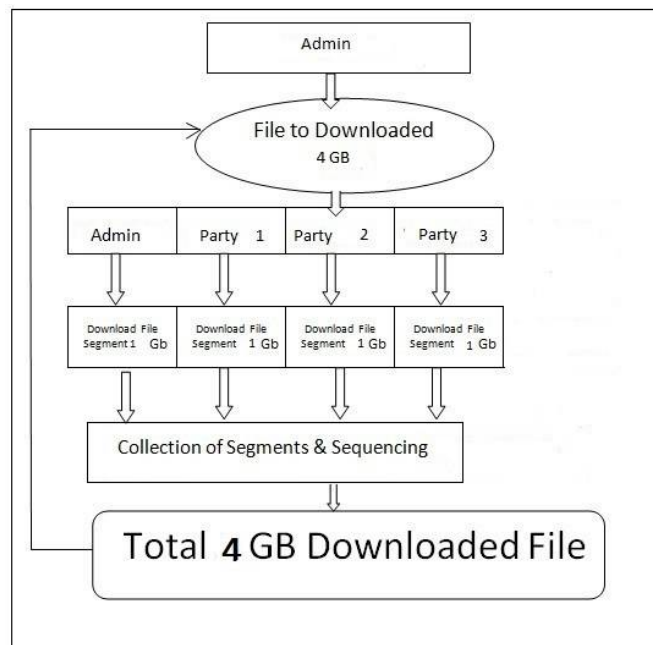 Admin
File to Downloaded
4 GB
Admin
Party 1
Party 2
Party 3
Download File
Segment 1 Gb
Download File
Segment 1 Gb
Download File
Segment 1 Gb
Download File
Segment 1 Gb
Collection of Segments & Sequencing
Total 4 GB Downloaded File